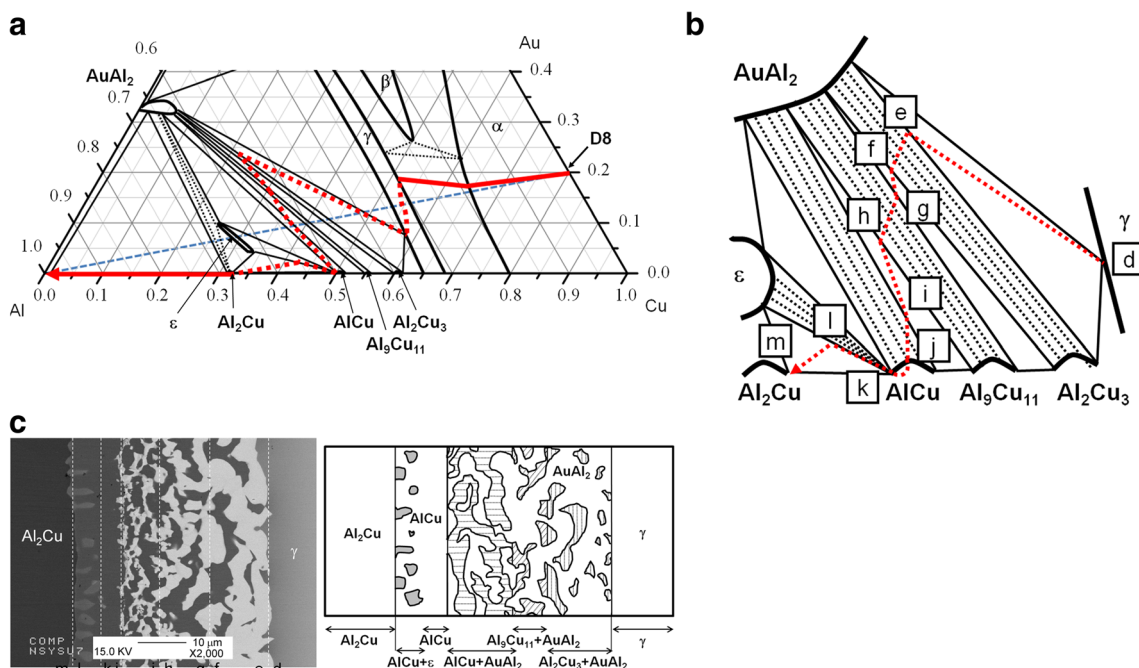 a
b
c
0.6
Au
AuAl₂
0.4
0.7
β
0.3
α
0.8
γ
D8
0.2
0.9
0.1
1.0
0.0
Al
0.0
0.1
0.2
0.3
0.4
0.5
0.6
0.7
0.8
0.9
1.0
Cu
ε
Al₂Cu
AlCu
Al₂Cu₃
Al₉Cu₁₁
AuAl₂
e
f
h
g
γ
d
ε
i
l
m
j
k
Al₂Cu
AlCu
Al₉Cu₁₁
Al₂Cu₃
Al₂Cu
γ
COMP
NSYSU7
15.0 KV
10 μm
X2,000
AuAl₂
AlCu
Al₂Cu
γ
Al₂Cu
AlCu
Al₉Cu₁₁+AuAl₂
γ
AlCu+ε
AlCu+AuAl₂
Al₂Cu₃+AuAl₂